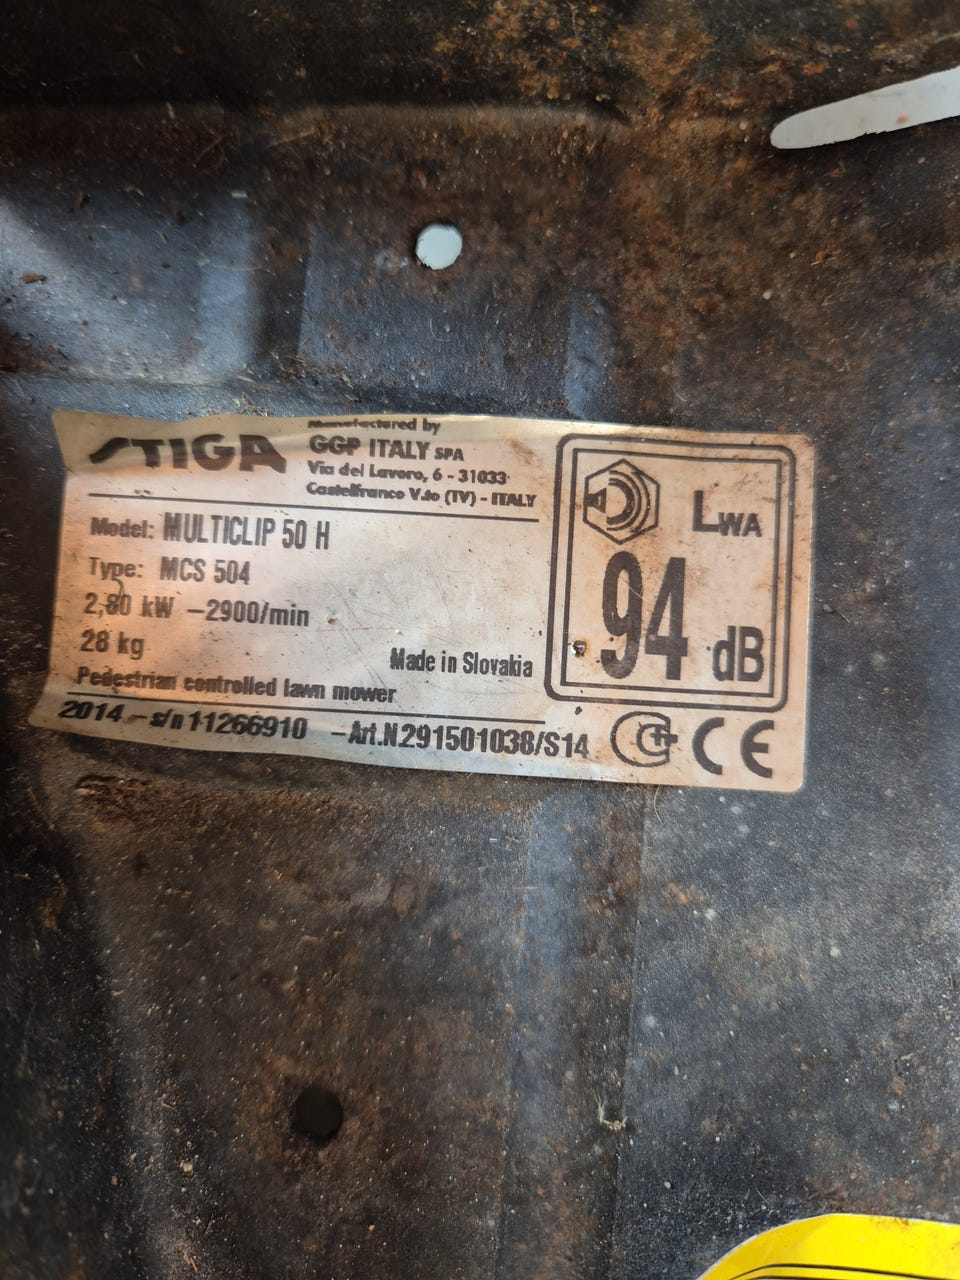 STIGA
Manufactured by
GGP ITALY SPA
Via del Lavoro, 6 - 31033
Castelfranco V.to (TV) - ITALY
Model: MULTICLIP 50 H
Type: MCS 504
2,80 kW -2900/min
28 kg
Made in Slovakia
Pedestrian controlled lawn mower
2014 - s/n 11266910 - Art.N.291501038/S14
LWA
94 dB
CE